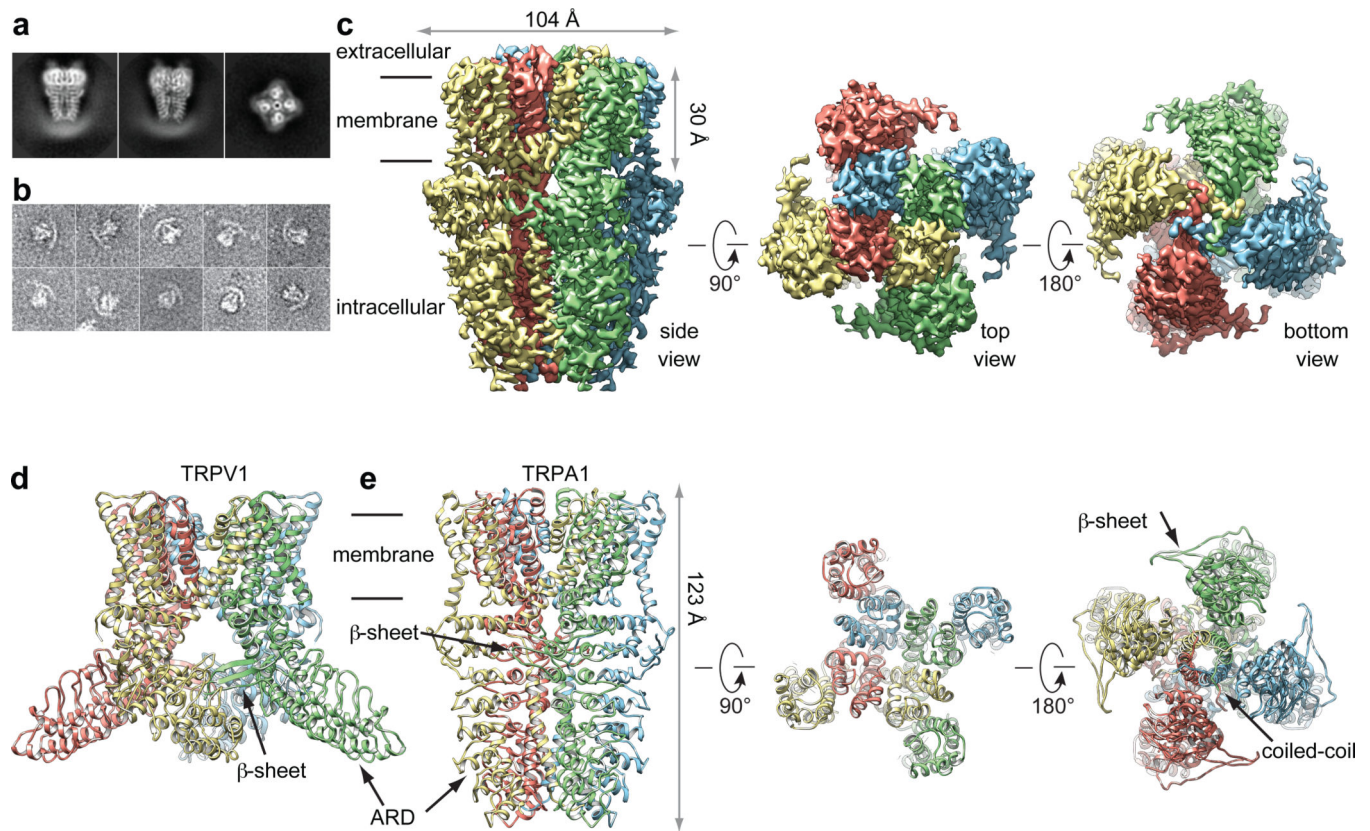 a
b
c
104 Å
extracellular
membrane
intracellular
30 Å
side
view
90°
top
view
180°
bottom
view
d
TRPV1
β-sheet
ARD
e
TRPA1
membrane
β-sheet
123 Å
90°
180°
β-sheet
coiled-coil